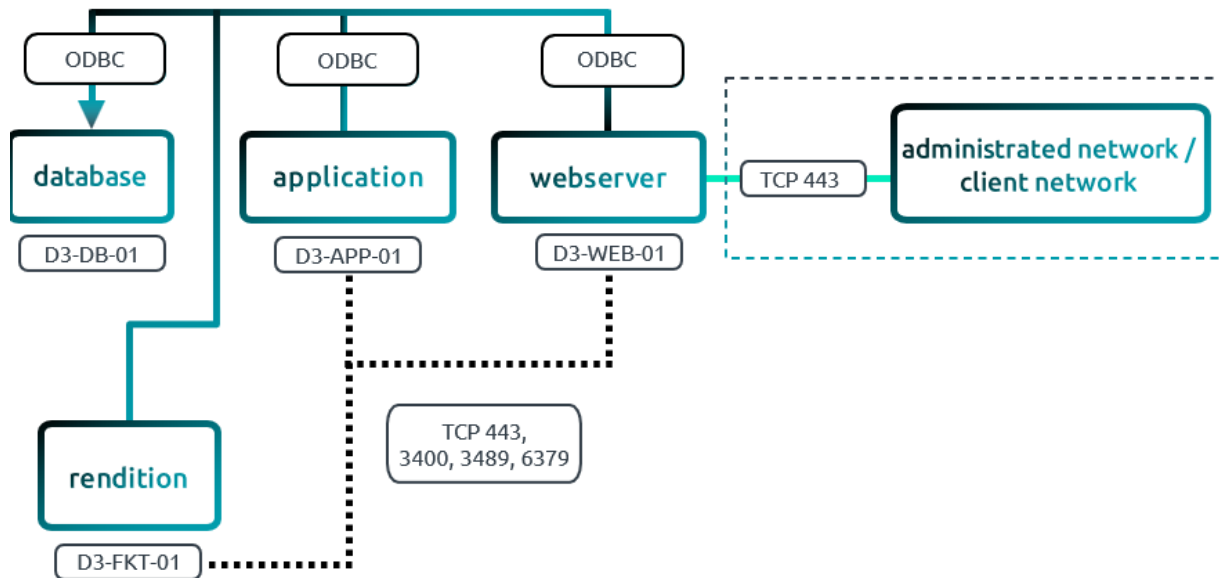 ODBC
ODBC
ODBC
database
application
webserver
TCP 443
administrated network /
client network
D3-DB-01
D3-APP-01
D3-WEB-01
TCP 443,
3400, 3489, 6379
rendition
D3-FKT-01